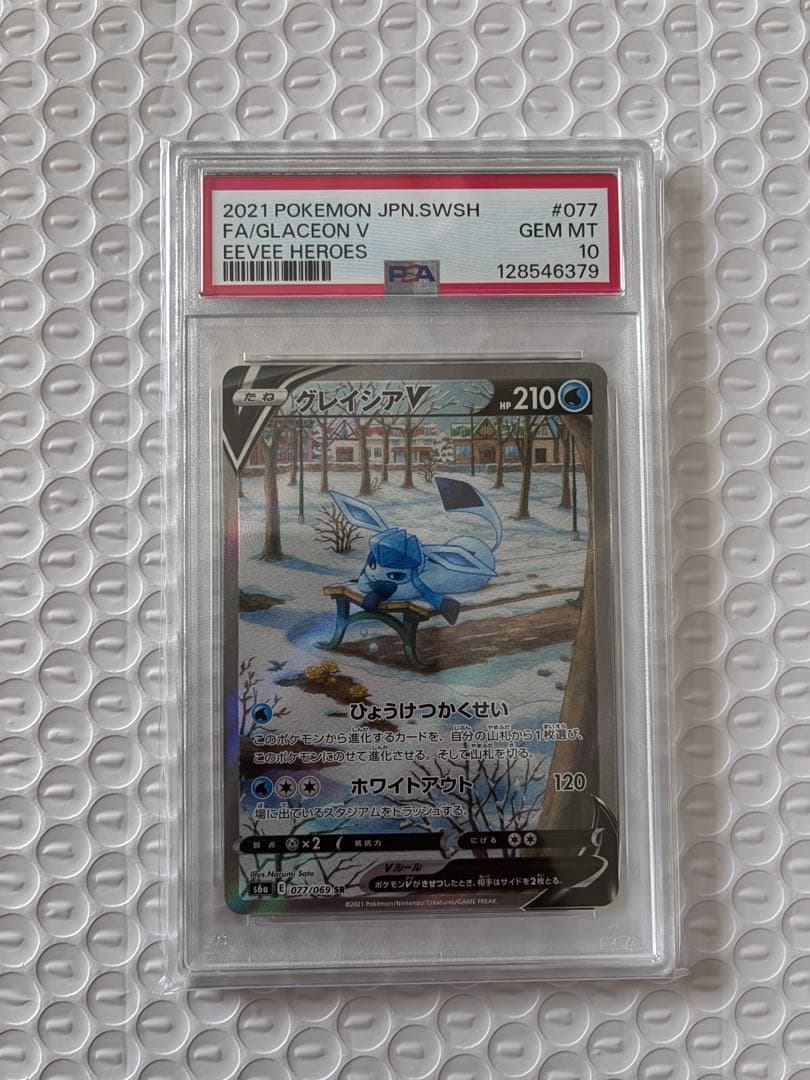 2021 POKEMON JPN.SWSH #077
FA/GLACEON V GEM MT
EEVEE HEROES 10
PSA 128546379
たね グレイシアV HP 210
ひょうけつかくせい
このポケモンから進化するカードを、自分の山札から1枚選び、
このポケモンにのせて進化させる。そして山札を切る。
ホワイトアウト 120
場に出ているスタジアムをトラッシュする。
弱点 ×2 抵抗力 にげる
Illus. Narumi Sato
Vルール
s6a E 077/069 SR ポケモンVがきぜつしたとき、相手はサイドを2枚とる。
©2021 Pokémon/Nintendo/Creatures/GAME FREAK.
PSA